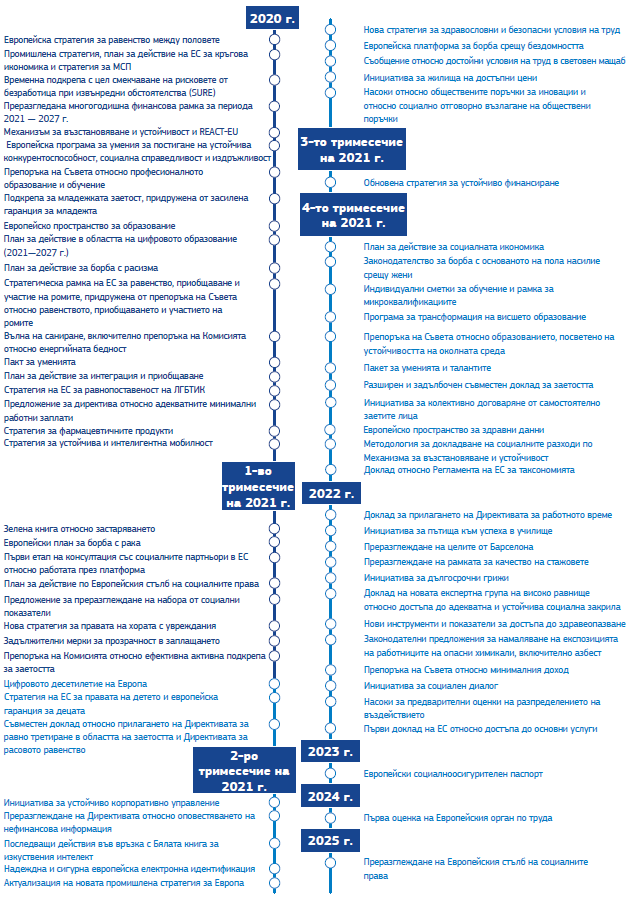 2020 г.
Европейска стратегия за равенство между половете
Промишлена стратегия, план за действие на ЕС за кръгова
икономика и стратегия за МСП
Временна подкрепа с цел смекчаване на рисковете от
безработица при извънредни обстоятелства (SURE)
Преразгледана многогодишна финансова рамка за периода
2021 — 2027 г.
Механизъм за възстановяване и устойчивост и REACT-EU
Европейска програма за умения за постигане на устойчива
конкурентоспособност, социална справедливост и издръжливост
Препоръка на Съвета относно професионалното
образование и обучение
Подкрепа за младежката заетост, придружена от засилена
гаранция за младежта
Европейско пространство за образование
План за действие в областта на цифровото образование
(2021—2027 г.)
План за действие за борба с расизма
Стратегическа рамка на ЕС за равенство, приобщаване и
участие на ромите, придружена от препоръка на Съвета
относно равенството, приобщаването и участието на
ромите
Вълна на саниране, включително препоръка на Комисията
относно енергийната бедност
Пакт за уменията
План за действие за интеграция и приобщаване
Стратегия на ЕС за равнопоставеност на ЛГБТИК
Предложение за директива относно адекватните минимални
работни заплати
Стратегия за фармацевтичните продукти
Стратегия за устойчива и интелигентна мобилност
1-во
тримесечие
на 2021 г.
Зелена книга относно застаряването
Европейски план за борба с рака
Първи етап на консултация със социалните партньори в ЕС
относно работата през платформа
План за действие по Европейския стълб на социалните права
Предложение за преразглеждане на набора от социални
показатели
Нова стратегия за правата на хората с увреждания
Задължителни мерки за прозрачност в заплащането
Препоръка на Комисията относно ефективна активна подкрепа
за заетостта
Цифровото десетилетие на Европа
Стратегия на ЕС за правата на детето и европейска
гаранция за децата
Съвместен доклад относно прилагането на Директивата за
равно третиране в областта на заетостта и Директивата за
расовото равенство
2-ро
тримесечие на
2021 г.
Инициатива за устойчиво корпоративно управление
Преразглеждане на Директивата относно оповестяването на
нефинансова информация
Последващи действия във връзка с Бялата книга за
изкуствения интелект
Надеждна и сигурна европейска електронна идентификация
Актуализация на новата промишлена стратегия за Европа
Нова стратегия за здравословни и безопасни условия на труд
Европейска платформа за борба срещу бездомността
Съобщение относно достойни условия на труд в световен мащаб
Инициатива за жилища на достъпни цени
Насоки относно обществените поръчки за иновации и
относно социално отговорно възлагане на обществени
поръчки
3-то тримесечие
на 2021 г.
Обновена стратегия за устойчиво финансиране
4-то тримесечие
на 2021 г.
План за действие за социалната икономика
Законодателство за борба с основаното на пола насилие
срещу жени
Индивидуални сметки за обучение и рамка за
микроквалификациите
Програма за трансформация на висшето образование
Препоръка на Съвета относно образованието, посветено на
устойчивостта на околната среда
Пакет за уменията и талантите
Разширен и задълбочен съвместен доклад за заетостта
Инициатива за колективно договаряне от самостоятелно
заетите лица
Европейско пространство за здравни данни
Методология за докладване на социалните разходи по
Механизма за възстановяване и устойчивост
Доклад относно Регламента на ЕС за таксономията
2022 г.
Доклад за прилагането на Директивата за работното време
Инициатива за пътища към успеха в училище
Преразглеждане на целите от Барселона
Преразглеждане на рамката за качество на стажовете
Инициатива за дългосрочни грижи
Доклад на новата експертна група на високо равнище
относно достъпа до адекватна и устойчива социална закрила
Нови инструменти и показатели за достъпа до здравеопазване
Законодателни предложения за намаляване на експозицията
на работниците на опасни химикали, включително азбест
Препоръка на Съвета относно минималния доход
Инициатива за социален диалог
Насоки за предварителни оценки на разпределението на
въздействието
Първи доклад на ЕС относно достъпа до основни услуги
2023 г.
Европейски социалноосигурителен паспорт
2024 г.
Първа оценка на Европейския орган по труда
2025 г.
Преразглеждане на Европейския стълб на социалните
права